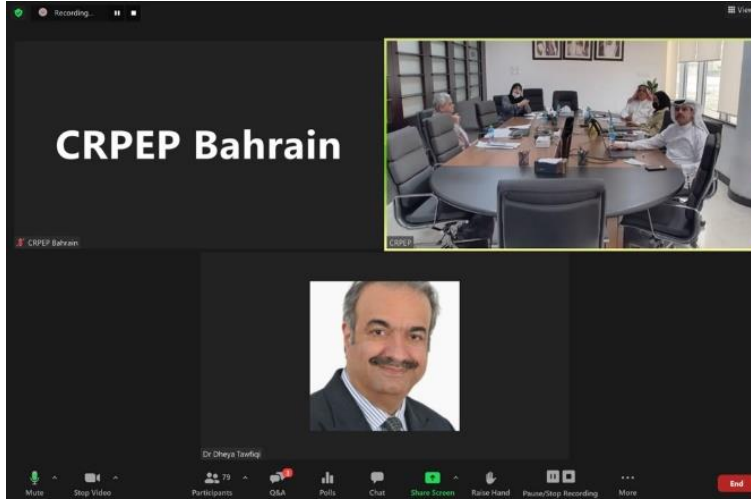 Recording...
View
CRPEP Bahrain
CRPEP Bahrain
CRPEP
Dr Dheya Tawfiqi
79
3
Mute
Stop Video
Participants
Q&A
Polls
Chat
Share Screen
Raise Hand
Pause/Stop Recording
More
End